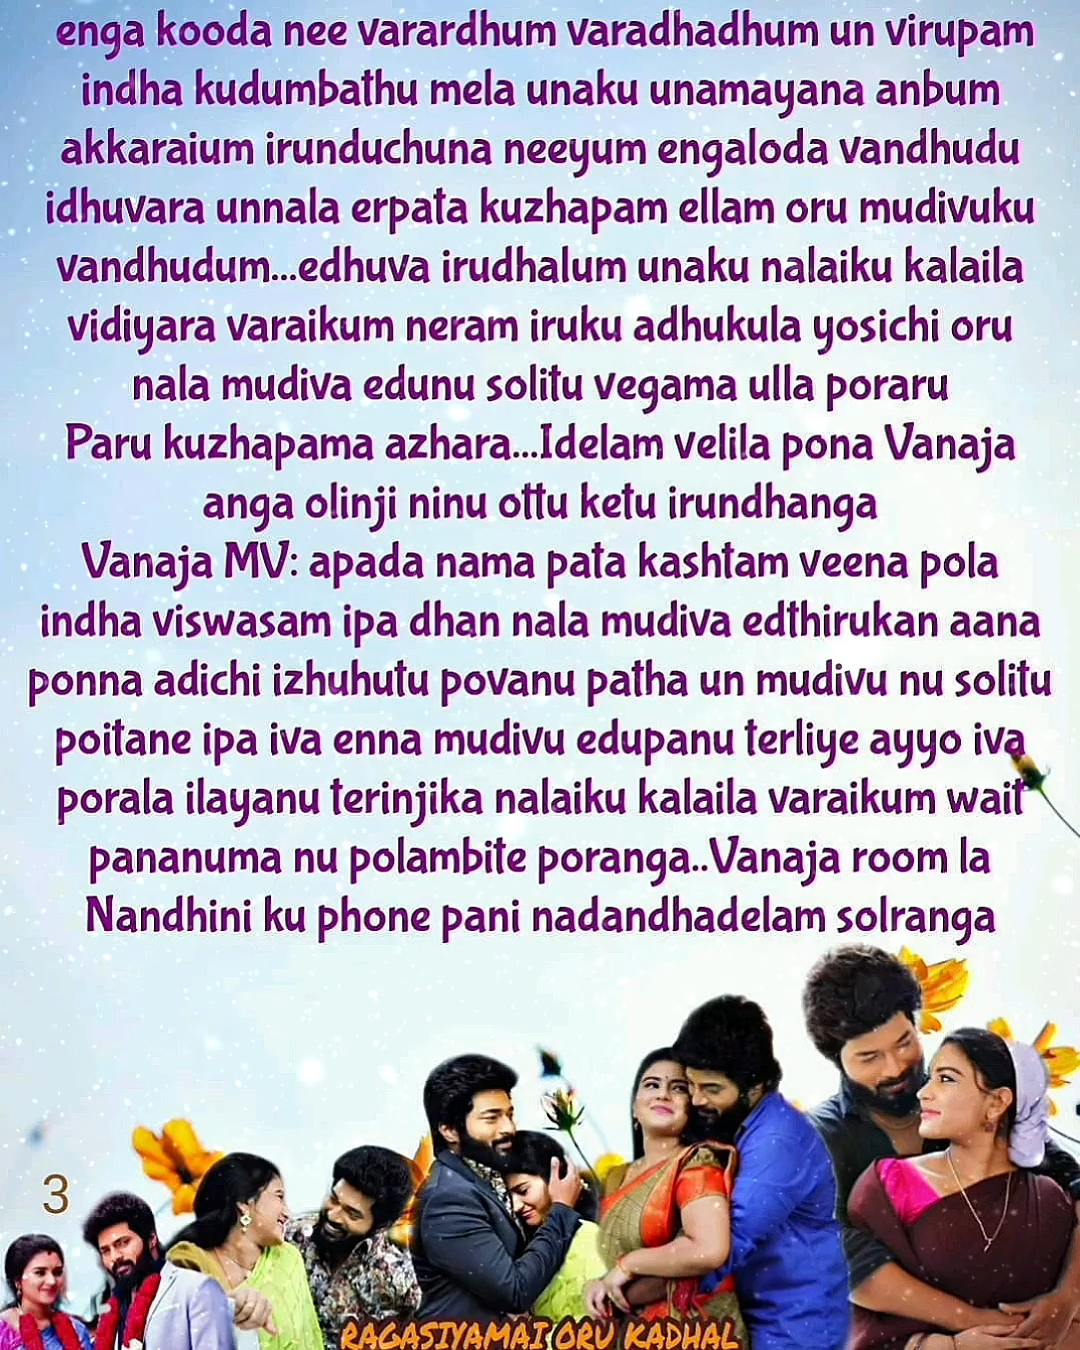 enga kooda nee varardhum varadhadhum un virupam
indha kudumbathu mela unaku unamayana anbum
akkaraium irunduchuna neeyum engaloda vandhudu
idhuvara unnala erpata kuzhapam ellam oru mudivuku
vandhudum...edhuva irudhalum unaku nalaiku kalaila
vidiyara varaikum neram iruku adhukula yosichi oru
nala mudiva edunu solitu vegama ulla poraru
Paru kuzhapama azhara...Idelam velila pona Vanaja
anga olinji ninu ottu ketu irundhanga
Vanaja MV: apada nama pata kashtam veena pola
indha viswasam ipa dhan nala mudiva edthirukan aana
ponna adichi izhuhutu povanu patha un mudivu nu solitu
poitane ipa iva enna mudivu edupanu terliye ayyo iva
porala ilayanu terinjika nalaiku kalaila varaikum wait
pananuma nu polambite poranga..Vanaja room la
Nandhini ku phone pani nadandhadelam solranga
3
RAGASIYAMAI ORU KADHAL